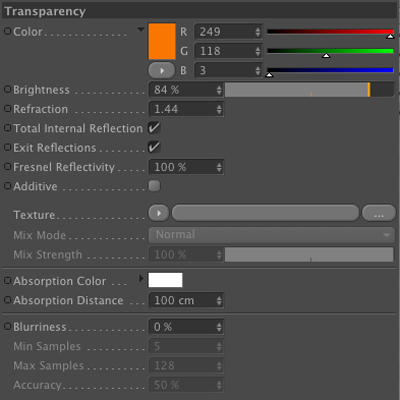 Transparency
Color R 249
G 118
B 3
Brightness 84 %
Refraction 1.44
Total Internal Reflection
Exit Reflections
Fresnel Reflectivity 100 %
Additive
Texture ...
Mix Mode Normal
Mix Strength 100 %
Absorption Color
Absorption Distance 100 cm
Blurriness 0 %
Min Samples 5
Max Samples 128
Accuracy 50 %